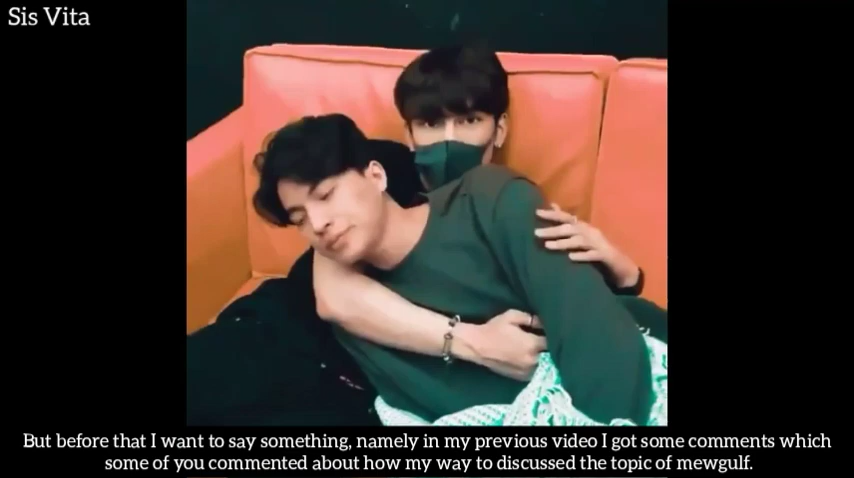 Sis Vita
But before that I want to say something, namely in my previous video I got some comments which
some of you commented about how my way to discussed the topic of mewgulf.